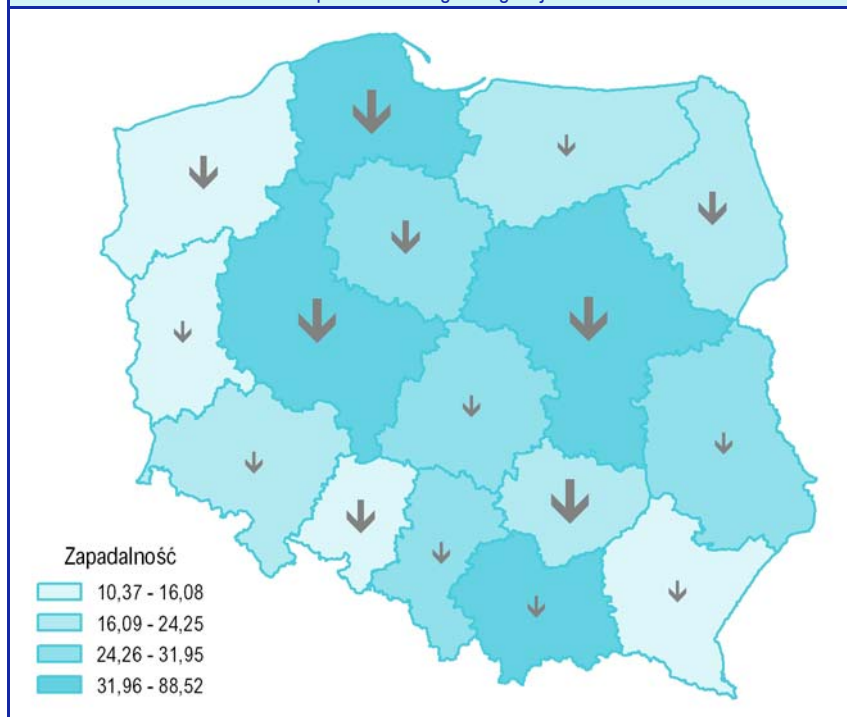 Zapadalność
10,37 - 16,08
16,09 - 24,25
24,26 - 31,95
31,96 - 88,52